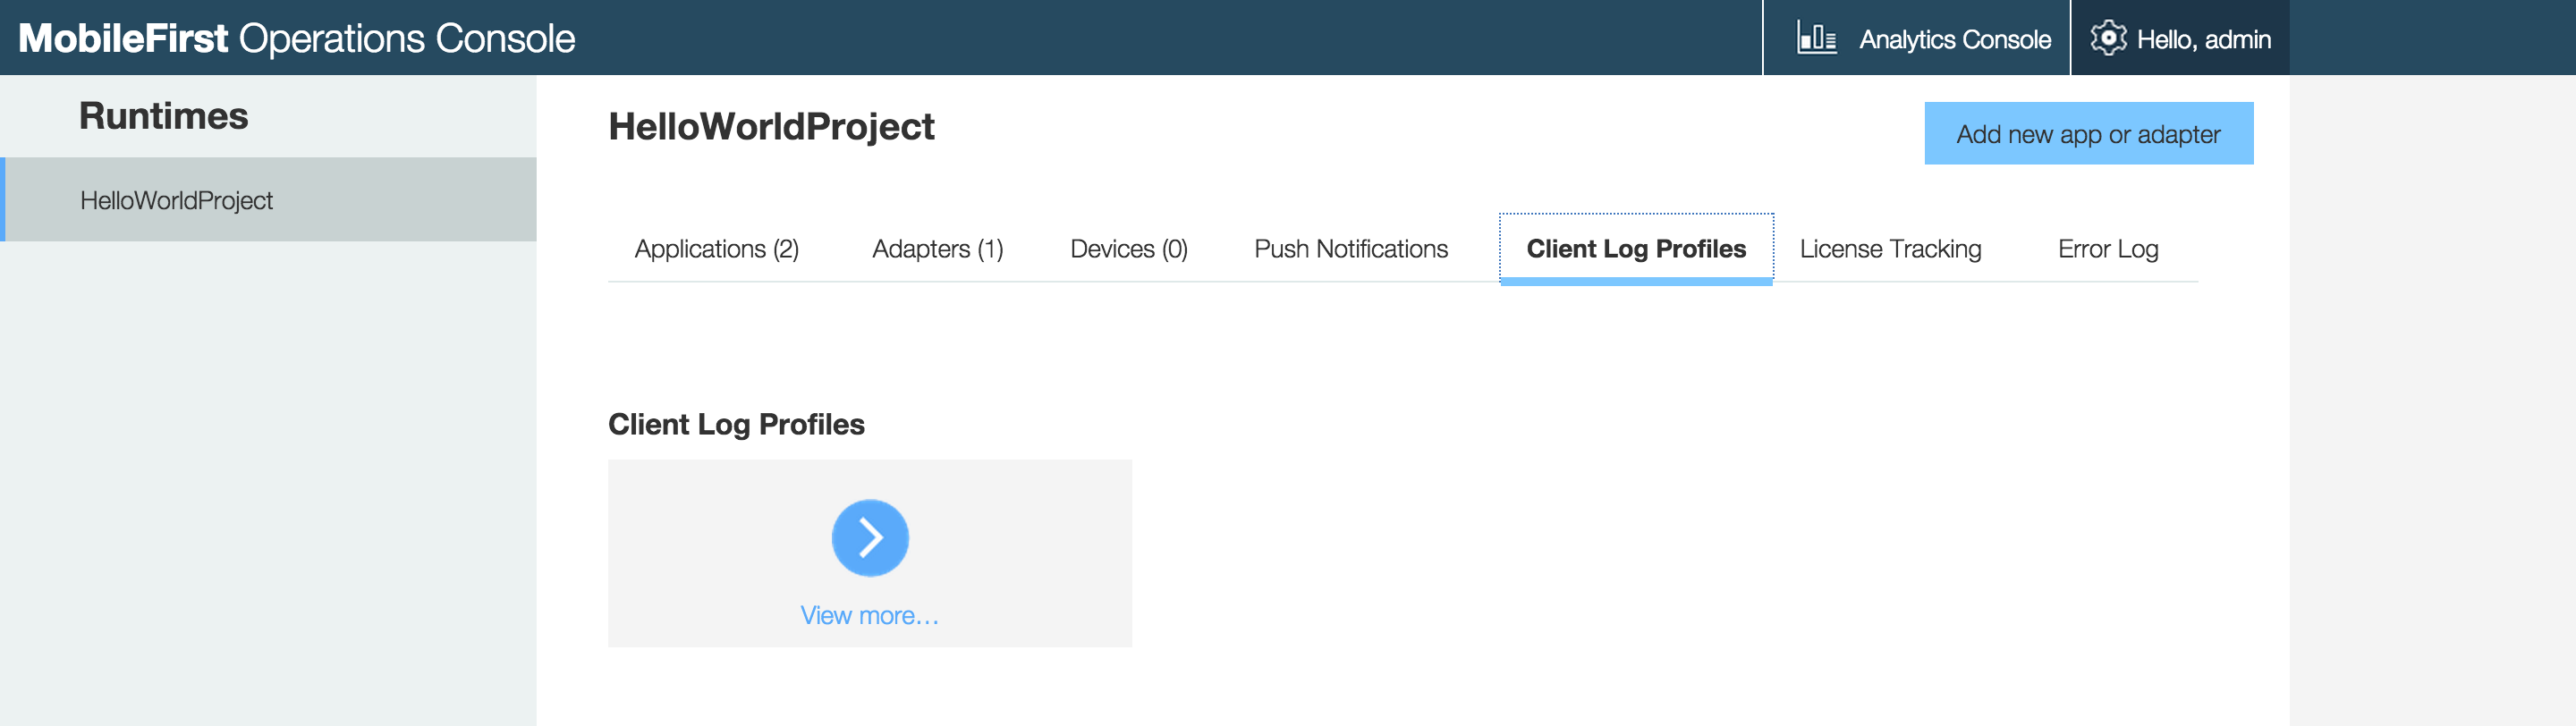 MobileFirst Operations Console
Analytics Console
Hello, admin
Runtimes
HelloWorldProject
HelloWorldProject
Add new app or adapter
Applications (2)
Adapters (1)
Devices (0)
Push Notifications
Client Log Profiles
License Tracking
Error Log
Client Log Profiles
View more...